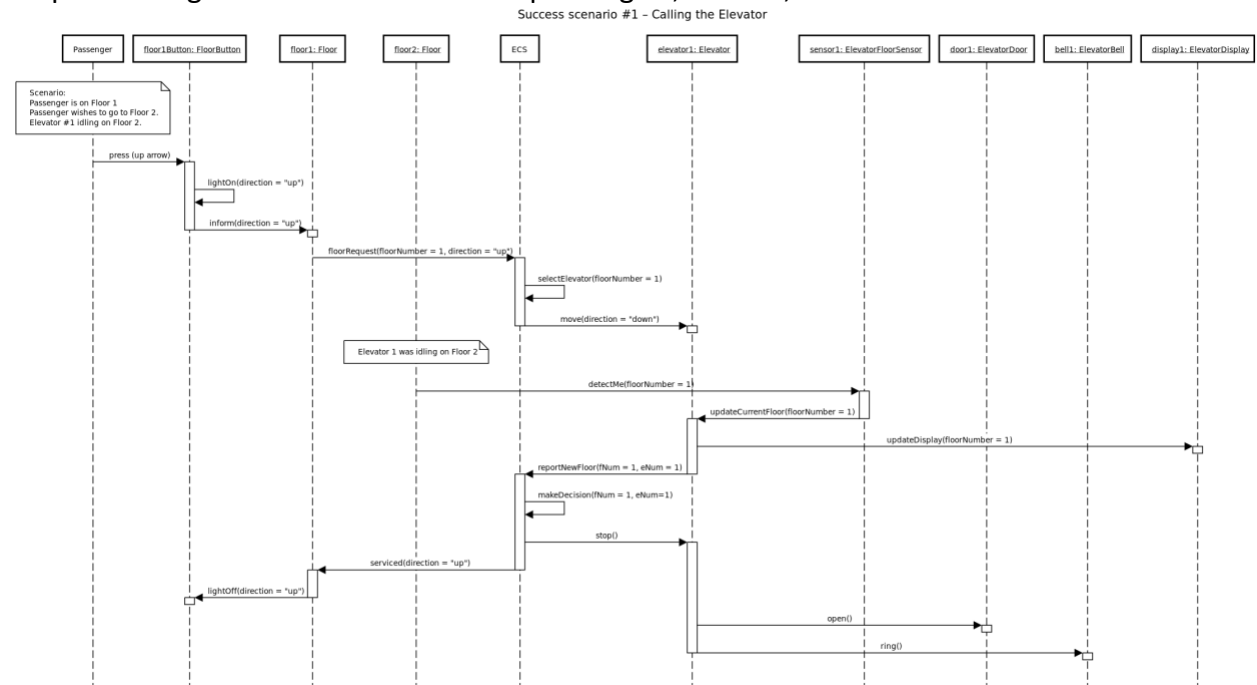 Success scenario #1 – Calling the Elevator
Passenger
floor1Button: FloorButton
floor1: Floor
floor2: Floor
ECS
elevator1: Elevator
sensor1: ElevatorFloorSensor
door1: ElevatorDoor
bell1: ElevatorBell
display1: ElevatorDisplay
Scenario:
Passenger is on Floor 1
Passenger wishes to go to Floor 2.
Elevator #1 idling on Floor 2.
press (up arrow)
lightOn(direction = "up")
inform(direction = "up")
floorRequest(floorNumber = 1, direction = "up")
selectElevator(floorNumber = 1)
move(direction = "down")
Elevator 1 was idling on Floor 2
detectMe(floorNumber = 1)
updateCurrentFloor(floorNumber = 1)
updateDisplay(floorNumber = 1)
reportNewFloor(fNum = 1, eNum = 1)
makeDecision(fNum = 1, eNum=1)
stop()
serviced(direction = "up")
lightOff(direction = "up")
open()
ring()